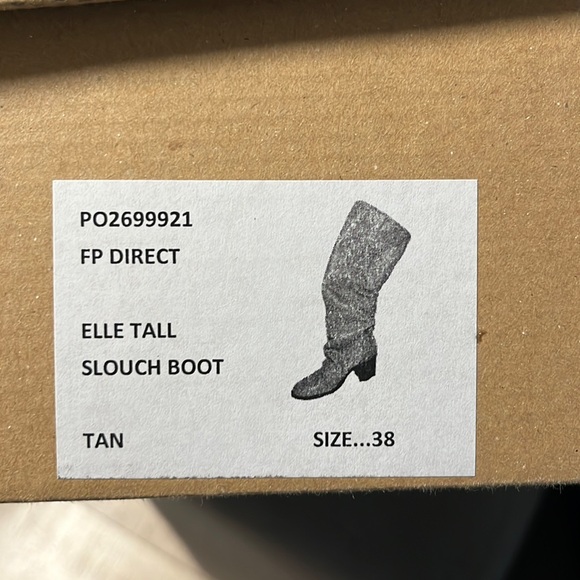 PO2699921
FP DIRECT
ELLE TALL
SLOUCH BOOT
TAN SIZE...38